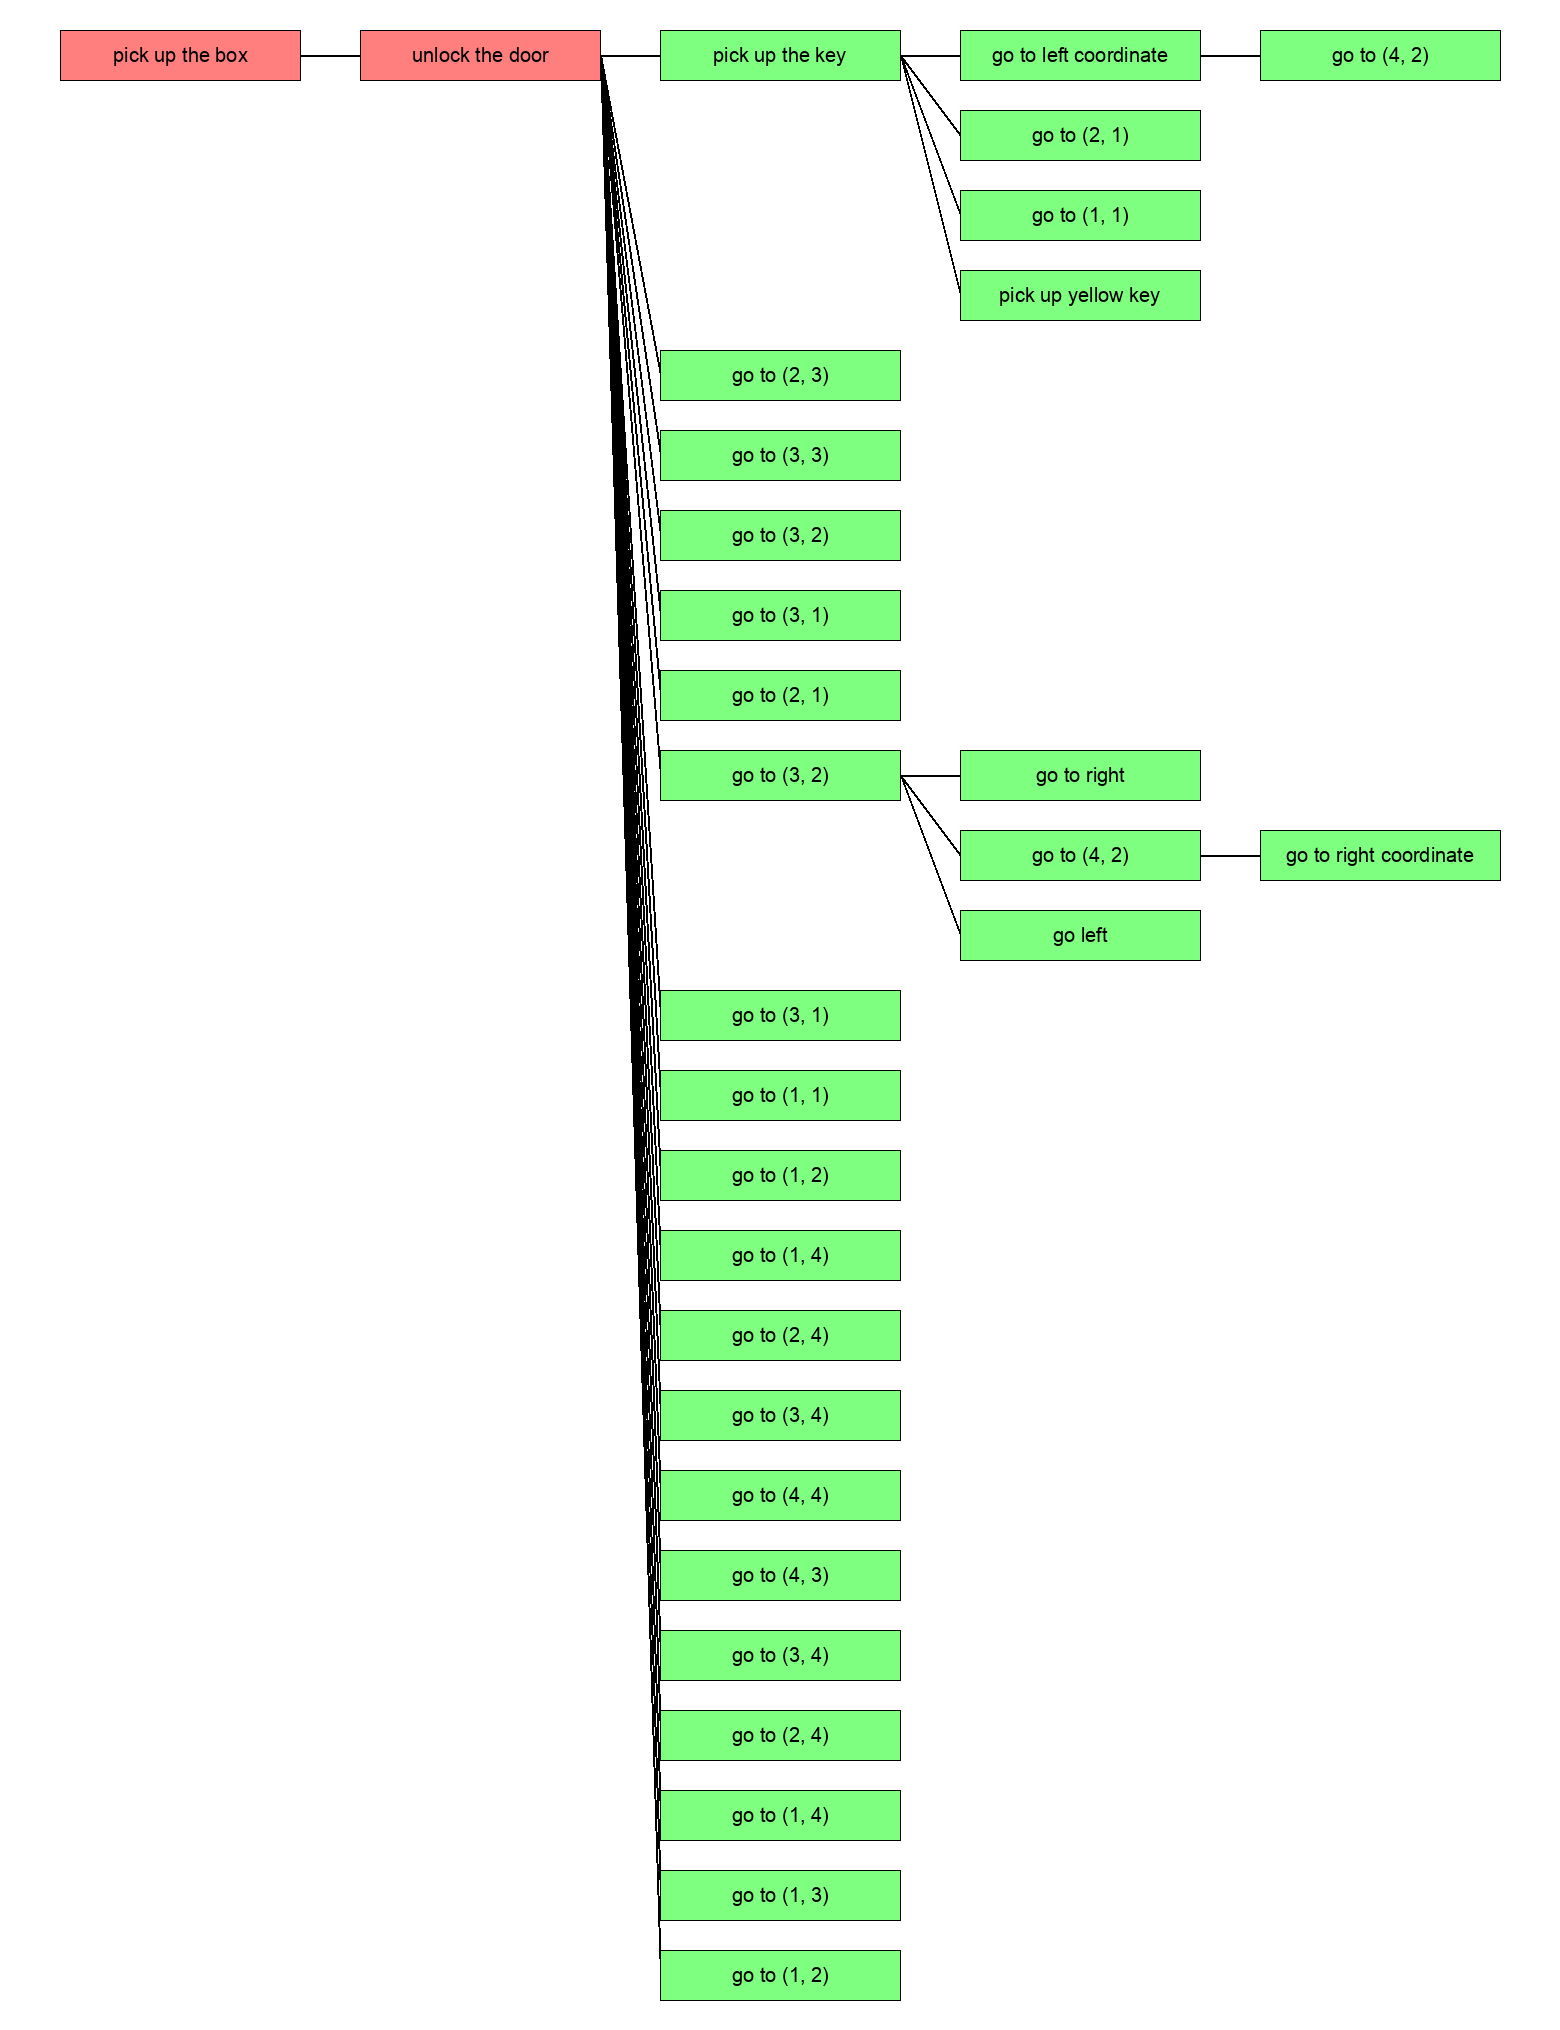 pick up the box
unlock the door
pick up the key
go to left coordinate
go to (4, 2)
go to (2, 1)
go to (1, 1)
pick up yellow key
go to (2, 3)
go to (3, 3)
go to (3, 2)
go to (3, 1)
go to (2, 1)
go to (3, 2)
go to right
go to (4, 2)
go to right coordinate
go left
go to (3, 1)
go to (1, 1)
go to (1, 2)
go to (1, 4)
go to (2, 4)
go to (3, 4)
go to (4, 4)
go to (4, 3)
go to (3, 4)
go to (2, 4)
go to (1, 4)
go to (1, 3)
go to (1, 2)